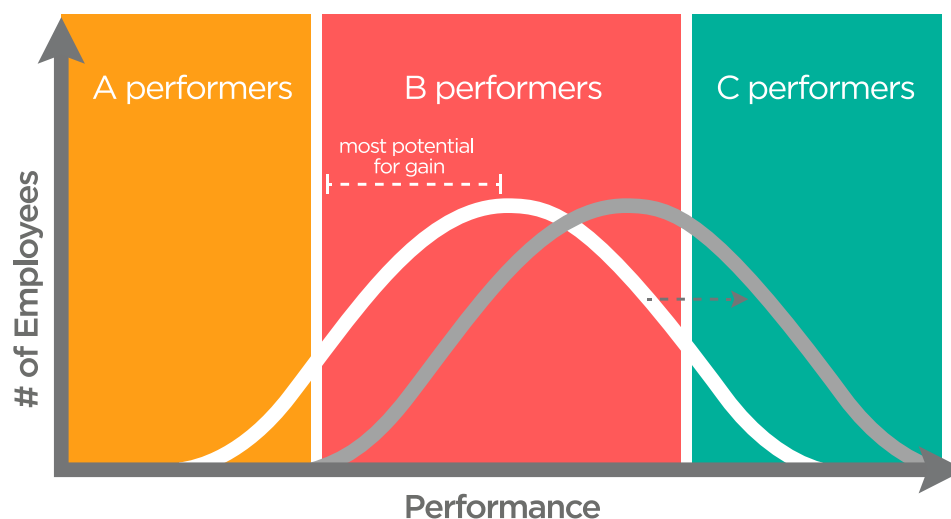 A performers
B performers
C performers
most potential
for gain
# of Employees
Performance